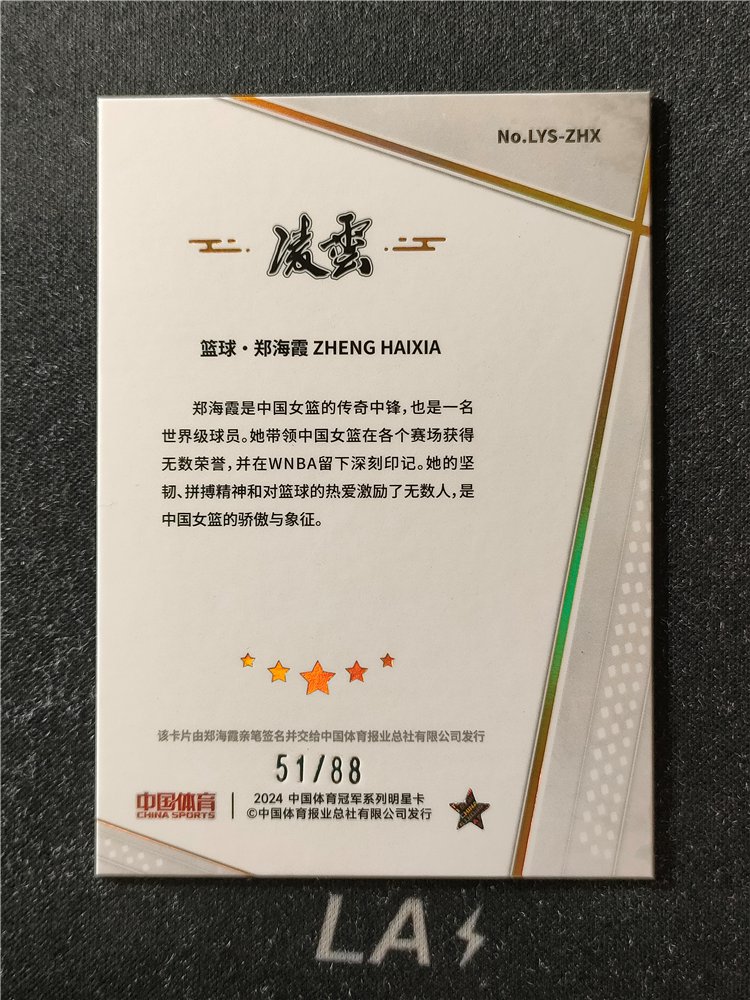 No.LYS-ZHX
凌雲
篮球·郑海霞 ZHENG HAIXIA
郑海霞是中国女篮的传奇中锋,也是一名
世界级球员。她带领中国女篮在各个赛场获得
无数荣誉,并在WNBA留下深刻印记。她的坚
韧、拼搏精神和对篮球的热爱激励了无数人,是
中国女篮的骄傲与象征。
该卡片由郑海霞亲笔签名并交给中国体育报业总社有限公司发行
51/88
中国体育
CHINA SPORTS
2024 中国体育冠军系列明星卡
©中国体育报业总社有限公司发行
LA